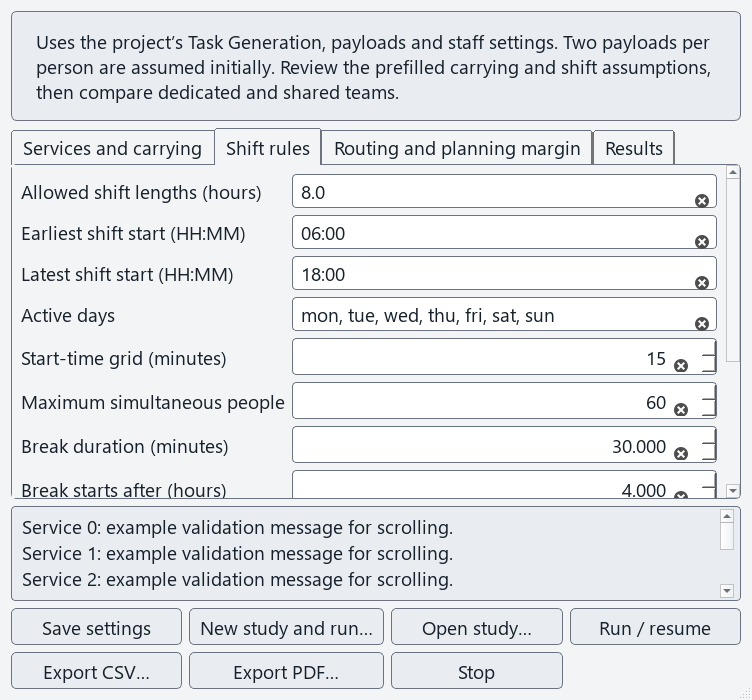 Uses the project's Task Generation, payloads and staff settings. Two payloads per
person are assumed initially. Review the prefilled carrying and shift assumptions,
then compare dedicated and shared teams.
Services and carrying
Shift rules
Routing and planning margin
Results
Allowed shift lengths (hours)
8.0
Earliest shift start (HH:MM)
06:00
Latest shift start (HH:MM)
18:00
Active days
mon, tue, wed, thu, fri, sat, sun
Start-time grid (minutes)
15
Maximum simultaneous people
60
Break duration (minutes)
30.000
Break starts after (hours)
4.000
Service 0: example validation message for scrolling.
Service 1: example validation message for scrolling.
Service 2: example validation message for scrolling.
Save settings
New study and run...
Open study...
Run / resume
Export CSV...
Export PDF...
Stop